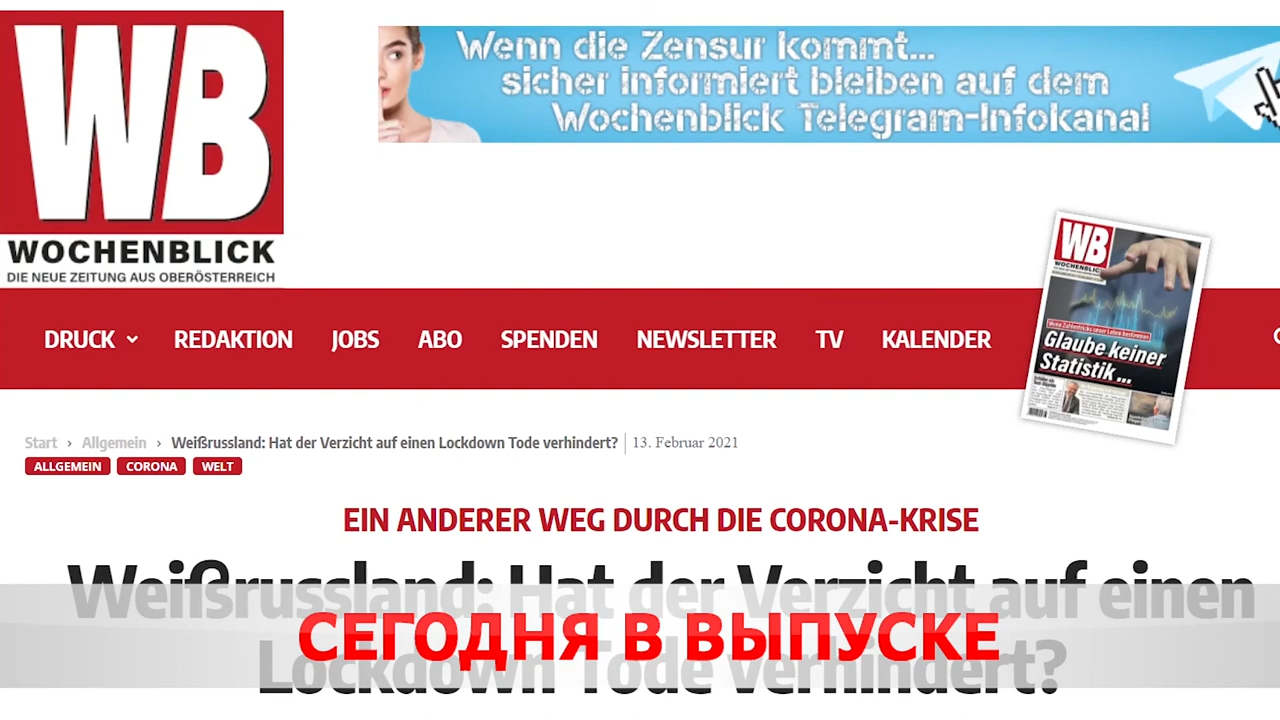 WB
WOCHENBLICK
DIE NEUE ZEITUNG AUS OBERÖSTERREICH
Wenn die Zensur kommt...
sicher informiert bleiben auf dem
Wochenblick Telegram-Infokanal
DRUCK REDAKTION JOBS ABO SPENDEN NEWSLETTER TV KALENDER
WB
WOCHENBLICK
Glaube keiner
Statistik ...
Start › Allgemein › Weißrussland: Hat der Verzicht auf einen Lockdown Tode verhindert? 13. Februar 2021
ALLGEMEIN CORONA WELT
EIN ANDERER WEG DURCH DIE CORONA-KRISE
Weißrussland: Hat der Verzicht auf einen
Lockdown Tode verhindert?
СЕГОДНЯ В ВЫПУСКЕ